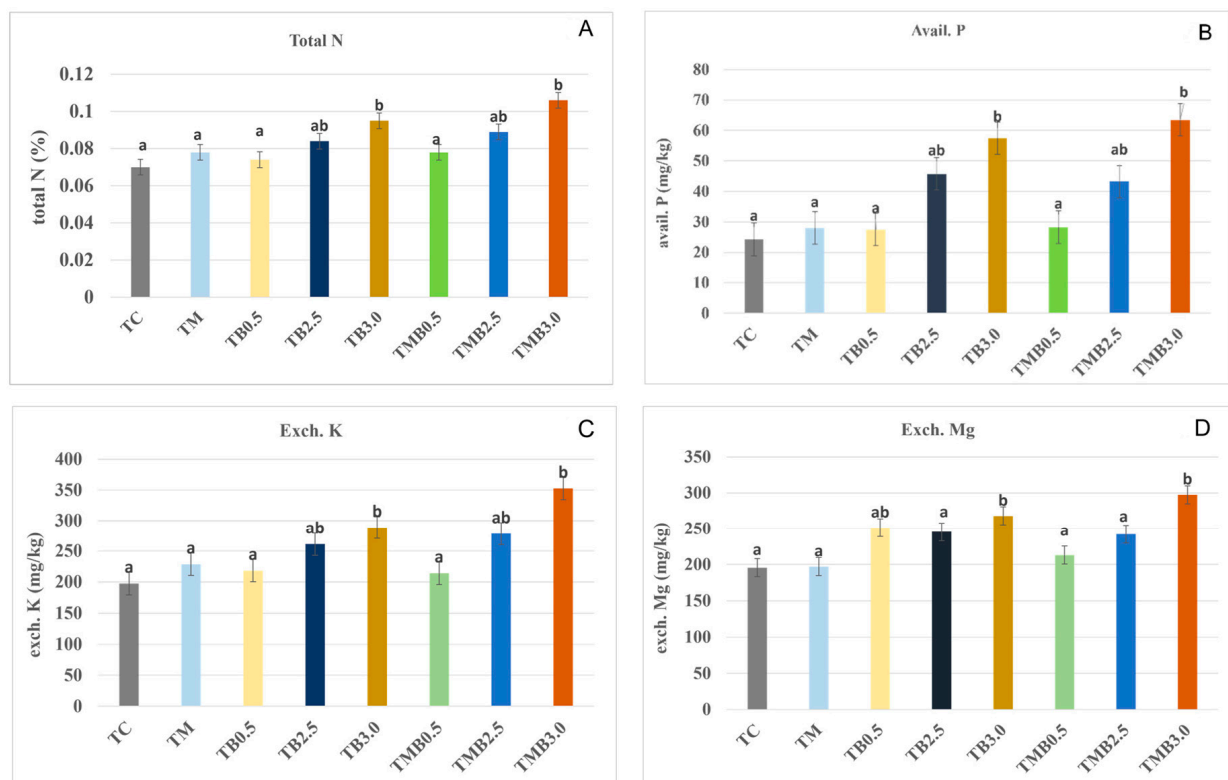 A
Total N
total N (%)
0.12
0.1
0.08
0.06
0.04
0.02
0
a
a
a
ab
b
a
ab
b
TC
TM
TB0.5
TB2.5
TB3.0
TMB0.5
TMB2.5
TMB3.0
B
Avail. P
avail. P (mg/kg)
80
70
60
50
40
30
20
10
0
a
a
a
ab
b
a
ab
b
TC
TM
TB0.5
TB2.5
TB3.0
TMB0.5
TMB2.5
TMB3.0
C
Exch. K
exch. K (mg/kg)
400
350
300
250
200
150
100
50
0
a
a
a
ab
b
a
ab
b
TC
TM
TB0.5
TB2.5
TB3.0
TMB0.5
TMB2.5
TMB3.0
D
Exch. Mg
exch. Mg (mg/kg)
350
300
250
200
150
100
50
0
a
a
ab
a
b
a
a
b
TC
TM
TB0.5
TB2.5
TB3.0
TMB0.5
TMB2.5
TMB3.0